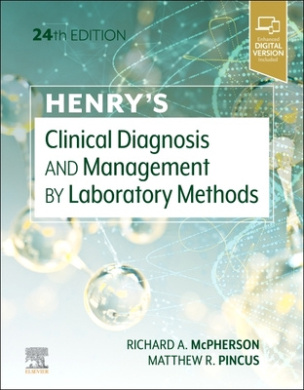 24th EDITION
Enhanced
DIGITAL
VERSION
Included
HENRY'S
Clinical Diagnosis
AND Management
BY Laboratory Methods
RICHARD A. McPHERSON
MATTHEW R. PINCUS
ELSEVIER